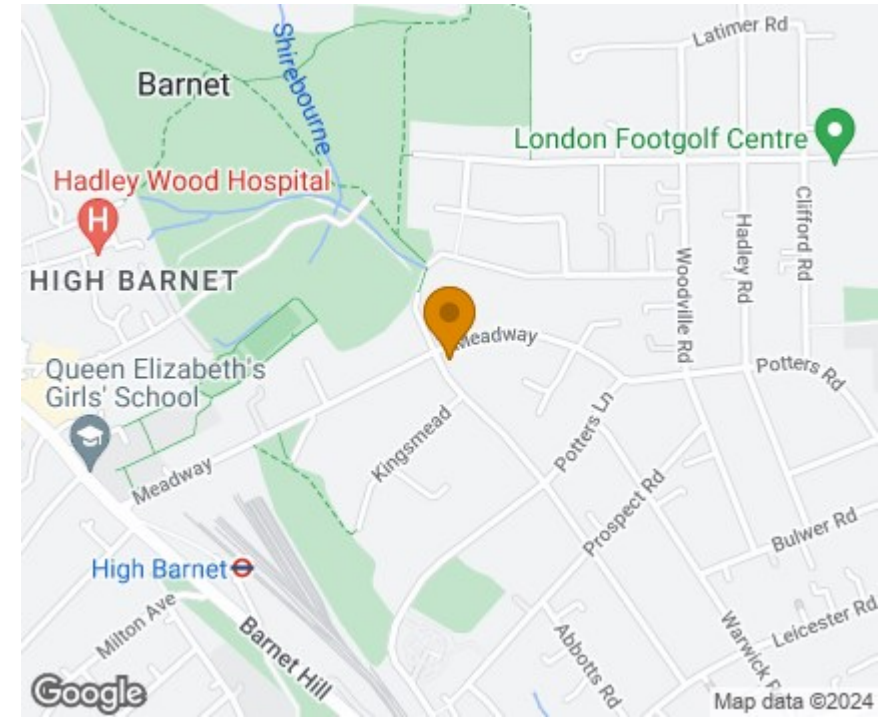 Latimer Rd
Barnet
Shirebourne
London Footgolf Centre
Hadley Wood Hospital
H
HIGH BARNET
Clifford Rd
Hadley Rd
Woodville Rd
Meadway
Queen Elizabeth's
Girls' School
Potters Rd
Potters Ln
Kingsmead
Meadway
Prospect Rd
Bulwer Rd
High Barnet
Milton Ave
Barnet Hill
Abbotts Rd
Warwick R
Leicester Rd
Google
Map data ©2024